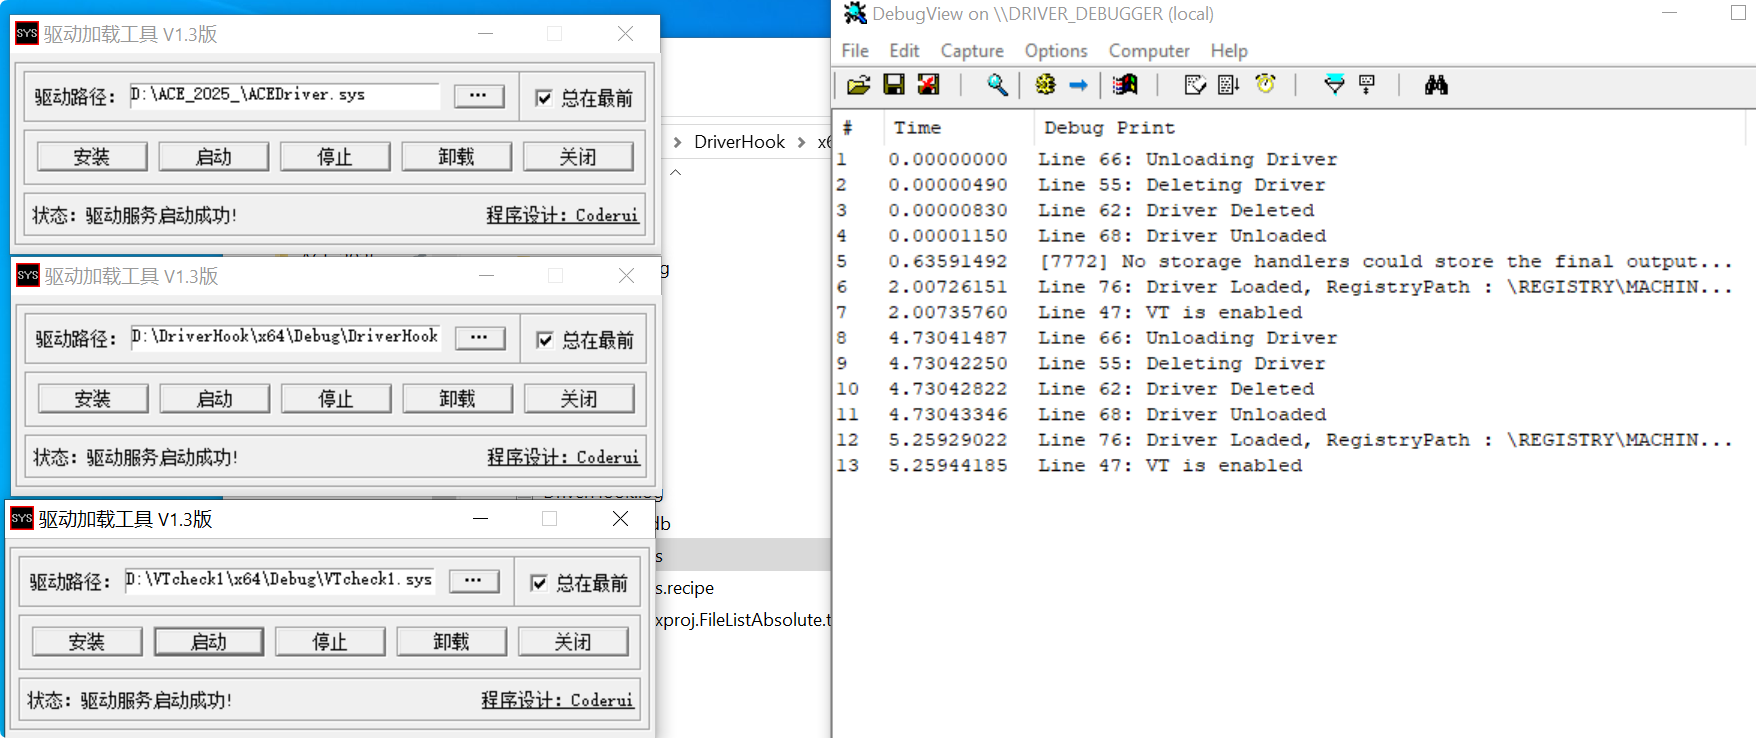 SYS 驱动加载工具 V1.3版
驱动路径: D:\ACE_2025_\ACEDriver.sys ... 总在最前
安装 启动 停止 卸载 关闭
状态: 驱动服务启动成功! 程序设计: Coderui
SYS 驱动加载工具 V1.3版
驱动路径: D:\DriverHook\x64\Debug\DriverHook ... 总在最前
安装 启动 停止 卸载 关闭
状态: 驱动服务启动成功! 程序设计: Coderui
SYS 驱动加载工具 V1.3版
驱动路径: D:\VTcheck1\x64\Debug\VTcheck1.sys ... 总在最前
安装 启动 停止 卸载 关闭
状态: 驱动服务启动成功! 程序设计: Coderui
> DriverHook > x6
g
DriverHook.log
db
s
s.recipe
xproj.FileListAbsolute.t
DebugView on \\DRIVER_DEBUGGER (local)
File Edit Capture Options Computer Help
# Time Debug Print
1 0.00000000 Line 66: Unloading Driver
2 0.00000490 Line 55: Deleting Driver
3 0.00000830 Line 62: Driver Deleted
4 0.00001150 Line 68: Driver Unloaded
5 0.63591492 [7772] No storage handlers could store the final output...
6 2.00726151 Line 76: Driver Loaded, RegistryPath : \REGISTRY\MACHIN...
7 2.00735760 Line 47: VT is enabled
8 4.73041487 Line 66: Unloading Driver
9 4.73042250 Line 55: Deleting Driver
10 4.73042822 Line 62: Driver Deleted
11 4.73043346 Line 68: Driver Unloaded
12 5.25929022 Line 76: Driver Loaded, RegistryPath : \REGISTRY\MACHIN...
13 5.25944185 Line 47: VT is enabled